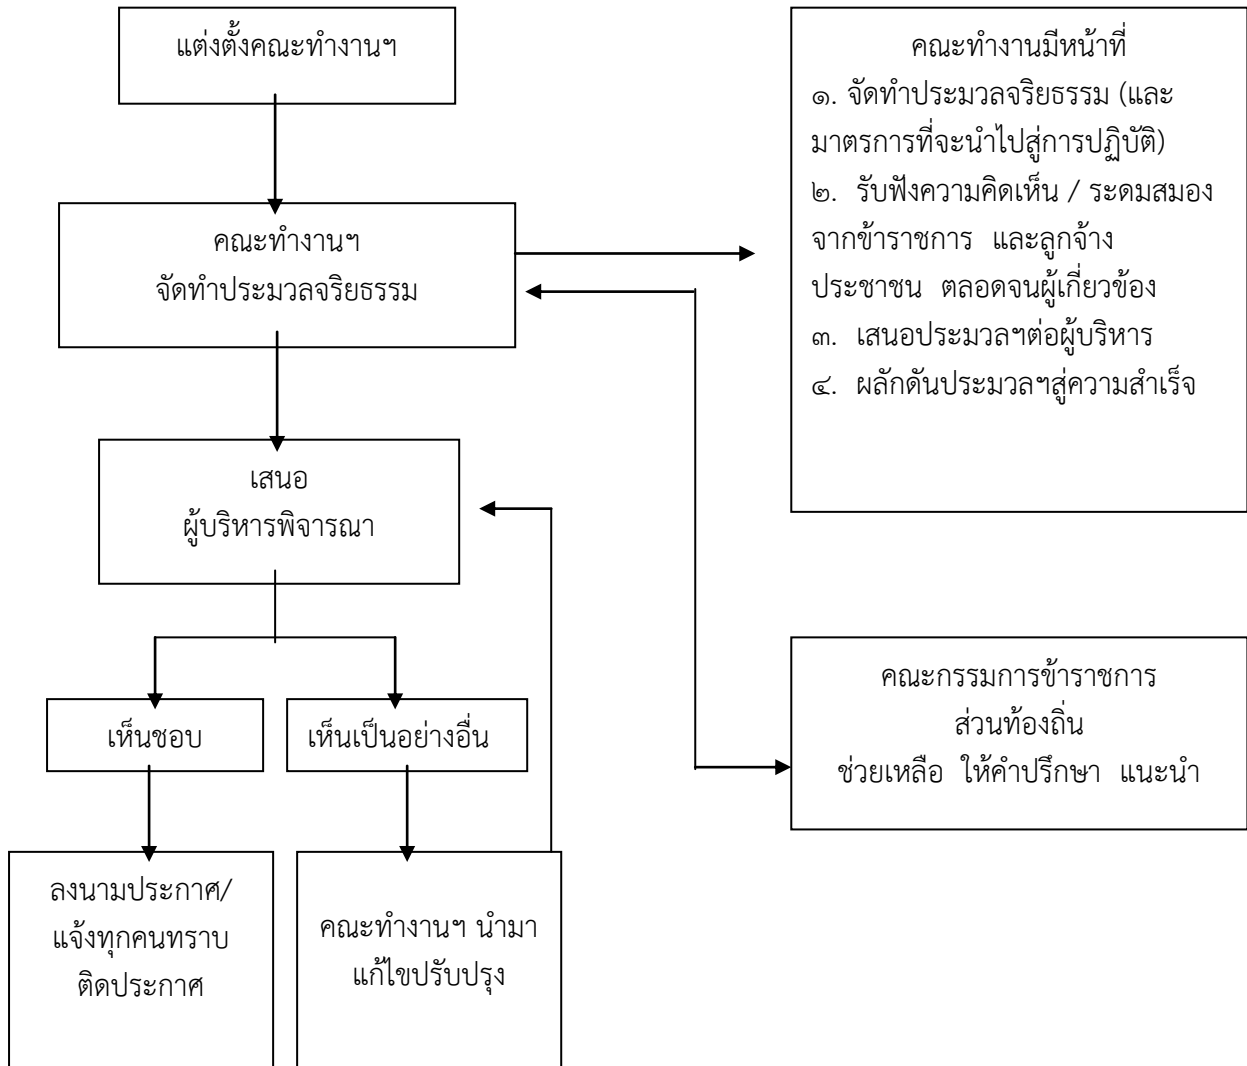 แต่งตั้งคณะทำงานฯ
คณะทำงานฯ
จัดทำประมวลจริยธรรม
คณะทำงานมีหน้าที่
๑. จัดทำประมวลจริยธรรม (และ
มาตรการที่จะนำไปสู่การปฏิบัติ)
๒. รับฟังความคิดเห็น / ระดมสมอง
จากข้าราชการ และลูกจ้าง
ประชาชน ตลอดจนผู้เกี่ยวข้อง
๓. เสนอประมวลฯต่อผู้บริหาร
๔. ผลักดันประมวลฯสู่ความสำเร็จ
เสนอ
ผู้บริหารพิจารณา
คณะกรรมการข้าราชการ
ส่วนท้องถิ่น
ช่วยเหลือ ให้คำปรึกษา แนะนำ
เห็นชอบ
เห็นเป็นอย่างอื่น
ลงนามประกาศ/
แจ้งทุกคนทราบ
ติดประกาศ
คณะทำงานฯ นำมา
แก้ไขปรับปรุง